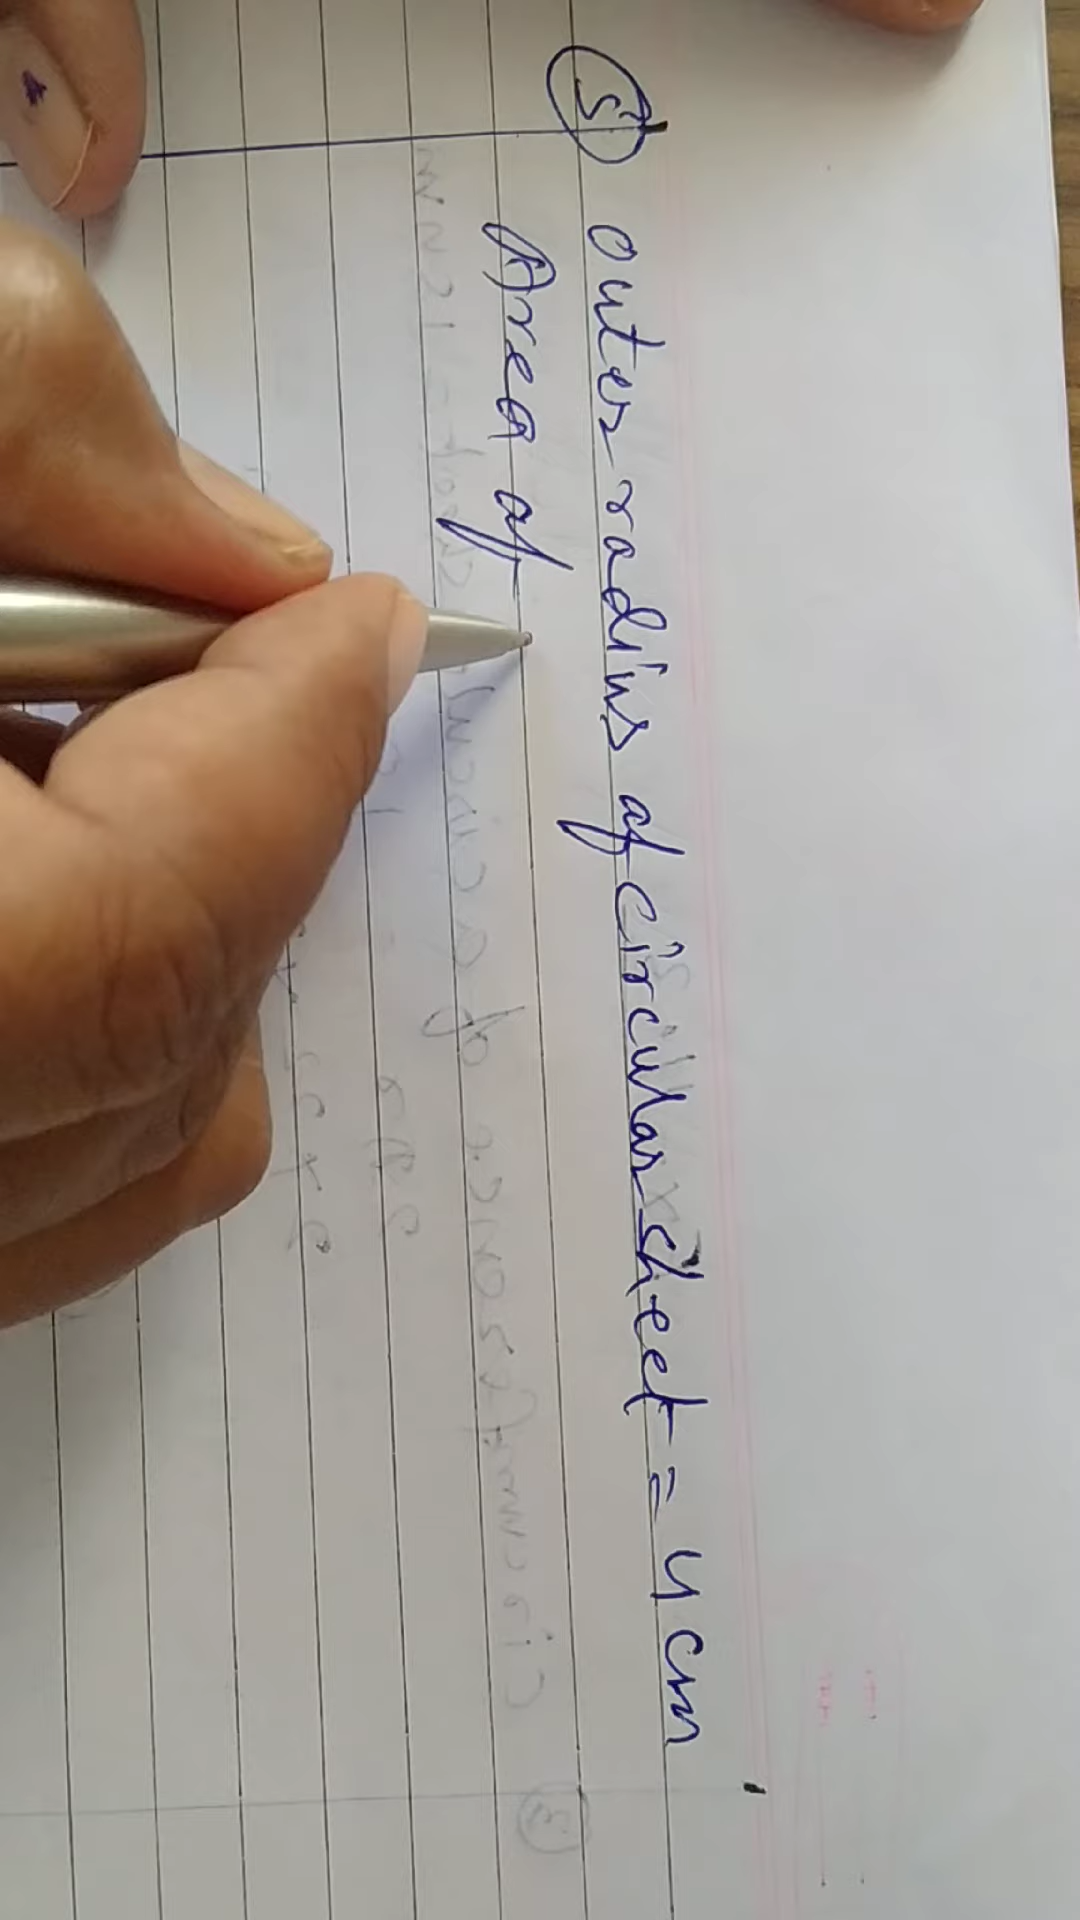 5 outer radius of circular sheet = 4 cm
Area of